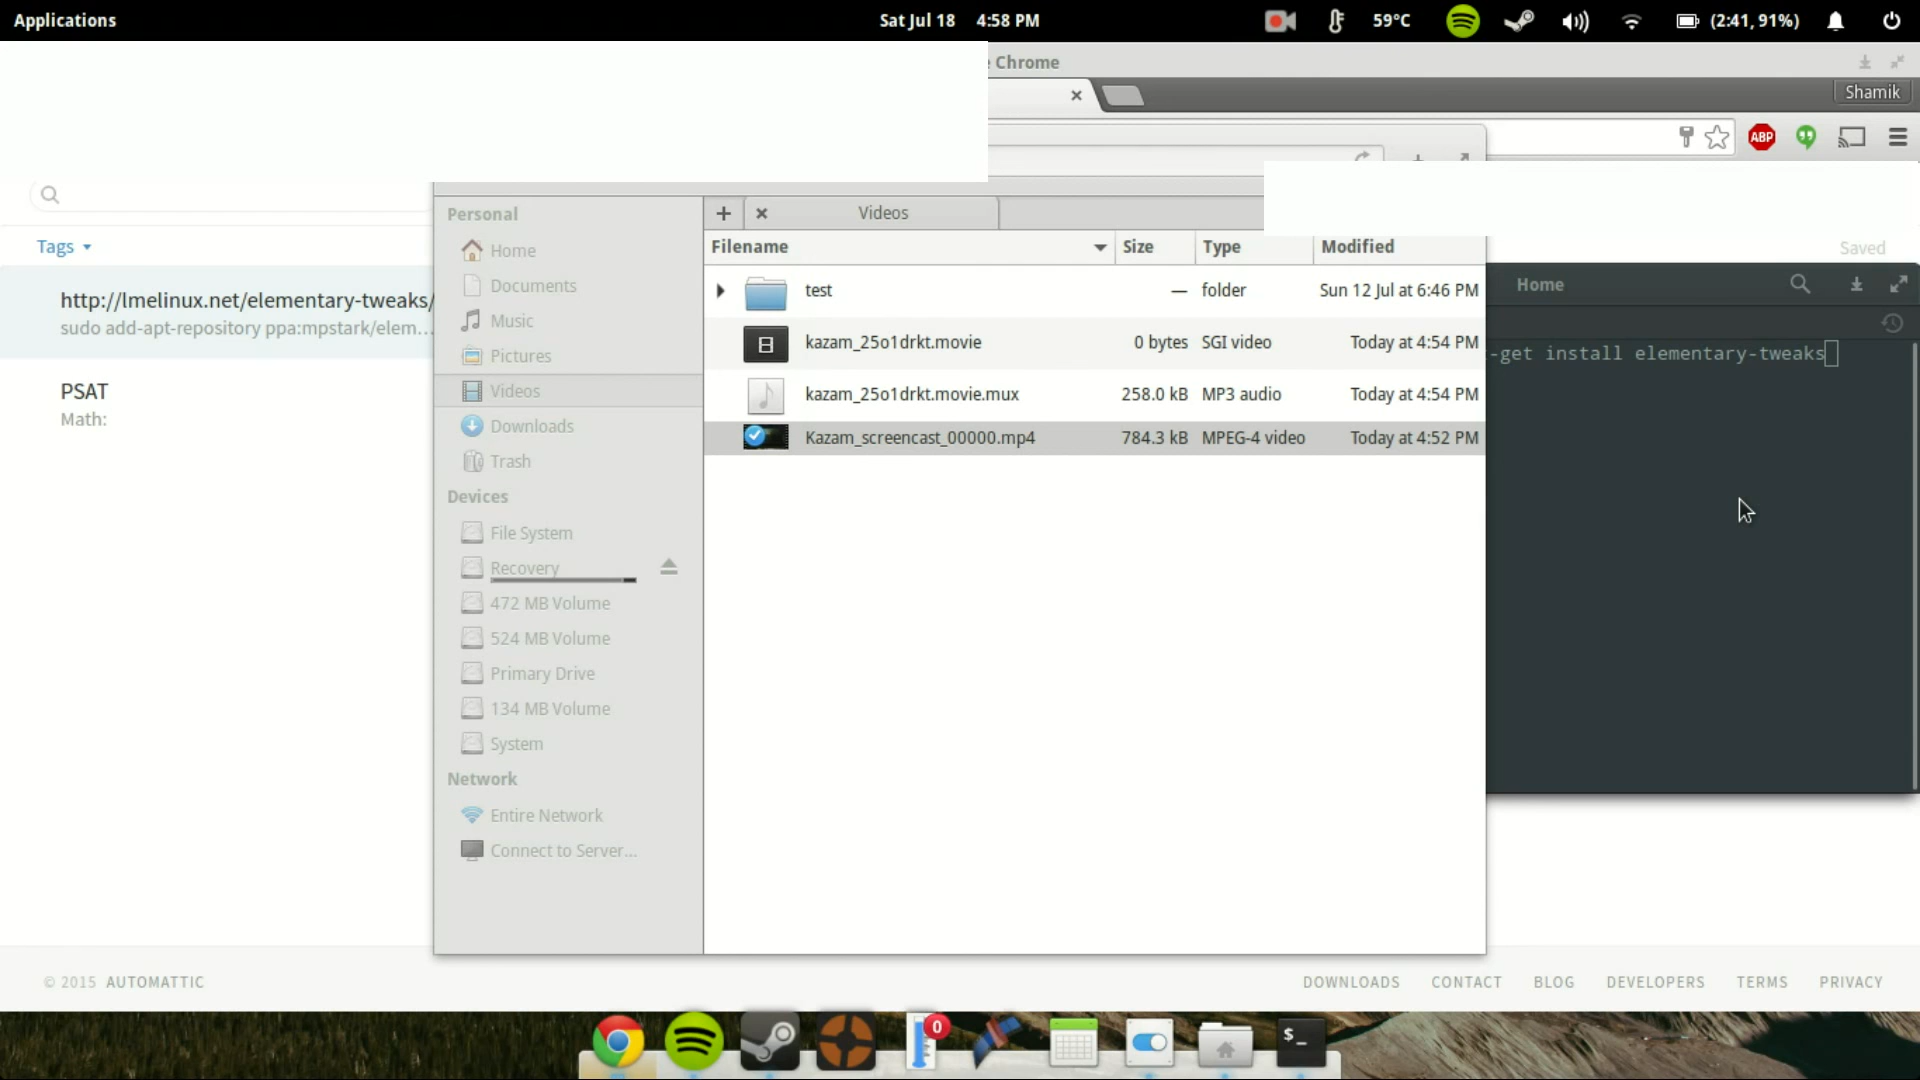 Applications
Sat Jul 18 4:58 PM
59°C
(2:41, 91%)
Chrome
Shamik
ABP
Tags
http://lmelinux.net/elementary-tweaks/
sudo add-apt-repository ppa:mpstark/elem...
PSAT
Math:
Personal
Home
Documents
Music
Pictures
Videos
Downloads
Trash
Devices
File System
Recovery
472 MB Volume
524 MB Volume
Primary Drive
134 MB Volume
System
Network
Entire Network
Connect to Server...
Videos
Filename Size Type Modified
test — folder Sun 12 Jul at 6:46 PM
kazam_25o1drkt.movie 0 bytes SGI video Today at 4:54 PM
kazam_25o1drkt.movie.mux 258.0 kB MP3 audio Today at 4:54 PM
Kazam_screencast_00000.mp4 784.3 kB MPEG-4 video Today at 4:52 PM
Saved
Home
-get install elementary-tweaks
© 2015 AUTOMATTIC
DOWNLOADS CONTACT BLOG DEVELOPERS TERMS PRIVACY
0
$_